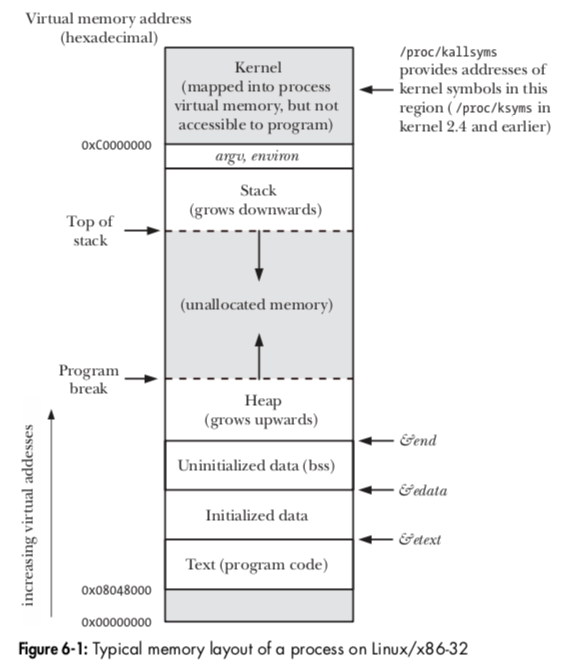 Virtual memory address
(hexadecimal)
/proc/kallsyms
provides addresses of
kernel symbols in this
region (/proc/ksyms in
kernel 2.4 and earlier)
Kernel
(mapped into process
virtual memory, but not
accessible to program)
0xC0000000
argv, environ
Stack
(grows downwards)
Top of
stack
(unallocated memory)
Program
break
Heap
(grows upwards)
&end
Uninitialized data (bss)
&edata
Initialized data
&etext
Text (program code)
0x08048000
0x00000000
increasing virtual addesses
Figure 6-1: Typical memory layout of a process on Linux/x86-32